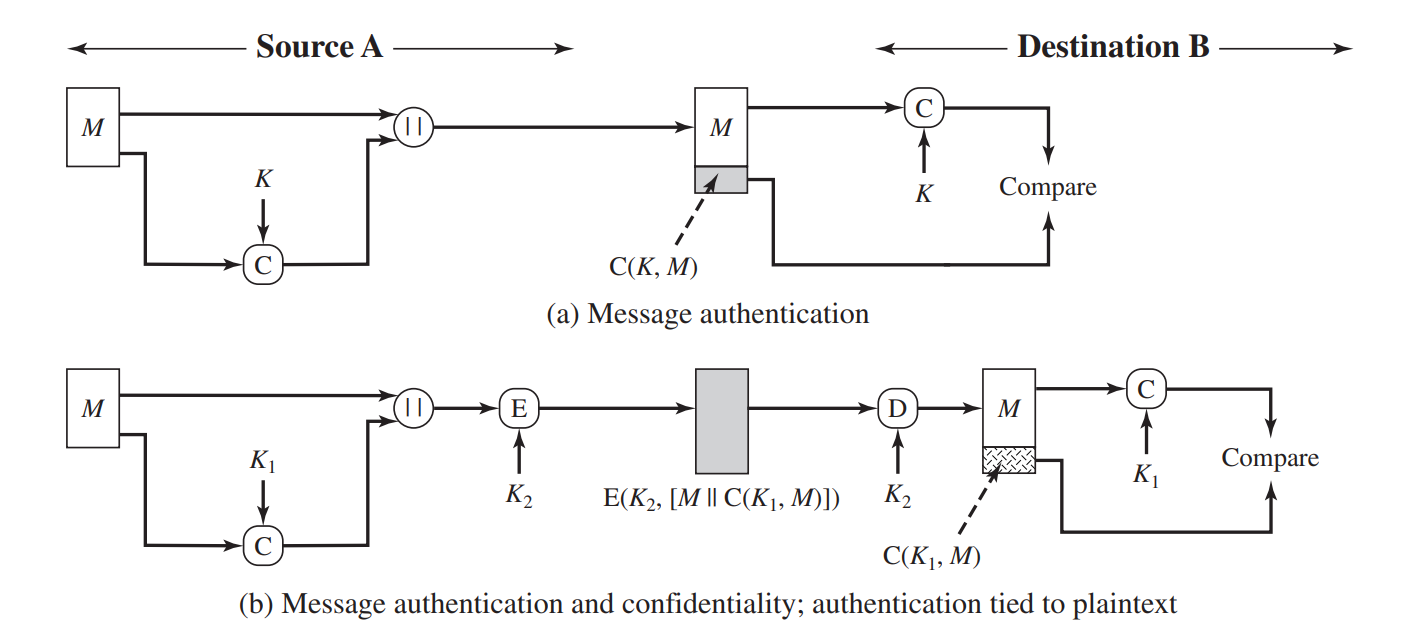 Source A Destination B
M || M C
K K Compare
C
C(K, M)
(a) Message authentication
M || E D M C
K1 K2 E(K2, [M || C(K1, M)]) K2 K1 Compare
C
C(K1, M)
(b) Message authentication and confidentiality; authentication tied to plaintext